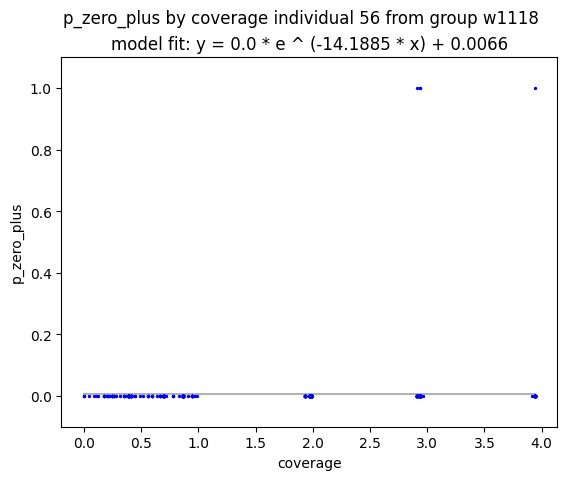 p_zero_plus by coverage individual 56 from group w1118
model fit: y = 0.0 * e ^ (-14.1885 * x) + 0.0066
1.0
0.8
0.6
0.4
0.2
0.0
p_zero_plus
0.0 0.5 1.0 1.5 2.0 2.5 3.0 3.5 4.0
coverage